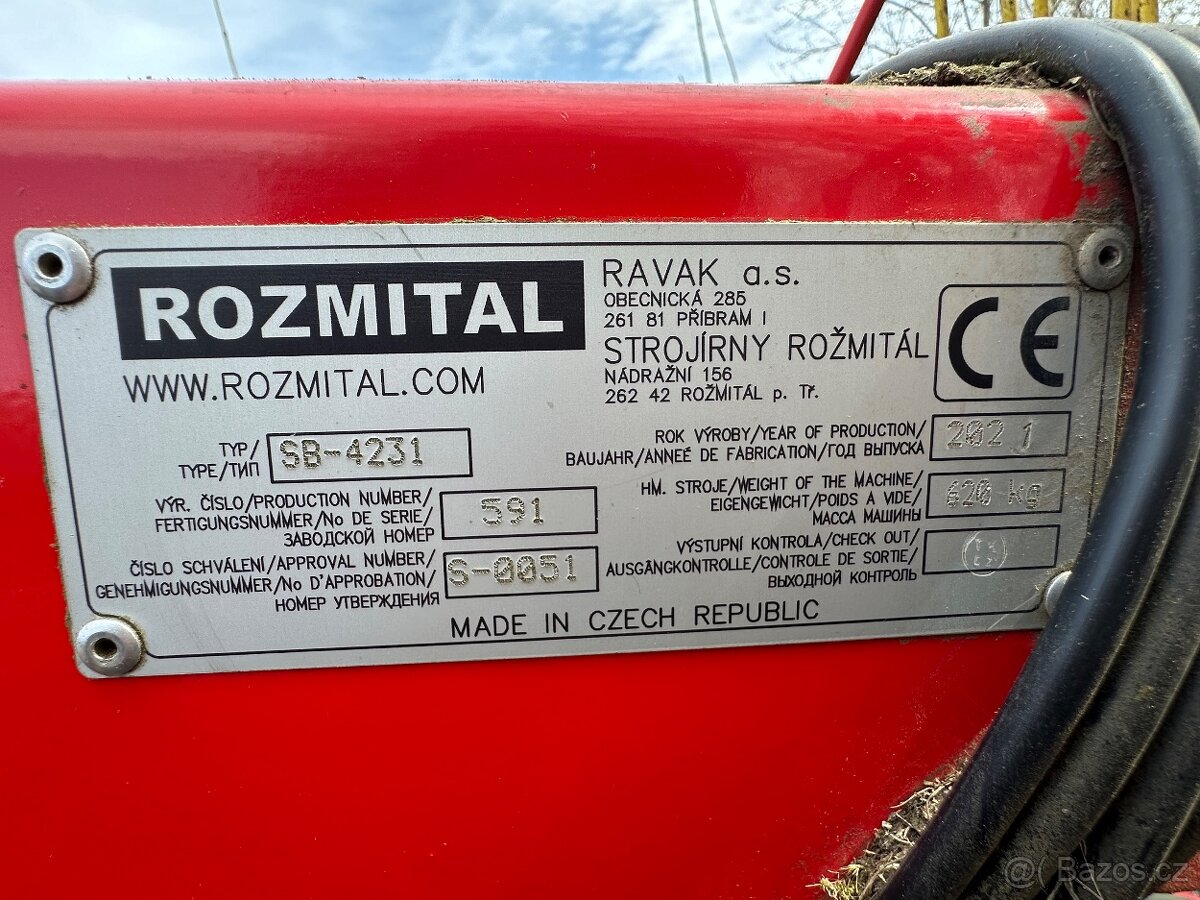 ROZMITAL
WWW.ROZMITAL.COM
RAVAK a.s.
OBECNICKÁ 285
261 81 PŘÍBRAM I
STROJÍRNY ROŽMITÁL
NÁDRAŽNÍ 156
262 42 ROŽMITÁL p. Tř.
CE
TYP/
TYPE/ТИП
SB-4231
VÝR. ČÍSLO/PRODUCTION NUMBER/
FERTIGUNGSNUMMER/No DE SERIE/
ЗАВОДСКОЙ НОМЕР
591
ČÍSLO SCHVÁLENÍ/APPROVAL NUMBER/
GENEHMIGUNGSNUMMER/No D'APPROBATION/
НОМЕР УТВЕРЖДЕНИЯ
S-0051
ROK VÝROBY/YEAR OF PRODUCTION/
BAUJAHR/ANNEÉ DE FABRICATION/ГОД ВЫПУСКА
2021
HM. STROJE/WEIGHT OF THE MACHINE/
EIGENGEWICHT/POIDS A VIDE/
МАССА МАШИНЫ
620 kg
VÝSTUPNÍ KONTROLA/CHECK OUT/
AUSGÄNGKONTROLLE/CONTROLE DE SORTIE/
ВЫХОДНОЙ КОНТРОЛЬ
MADE IN CZECH REPUBLIC
@ Bazos.cz